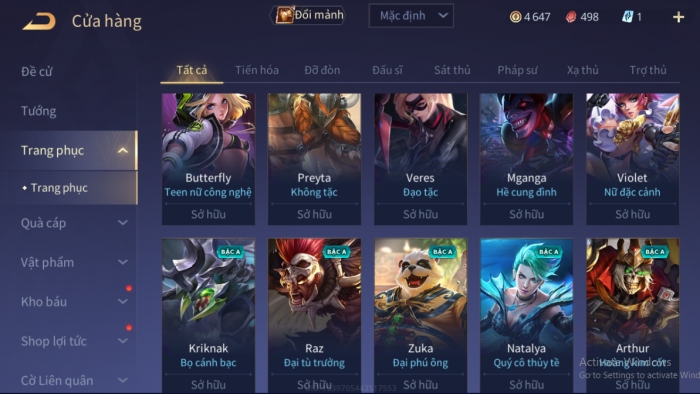 Cửa hàng
Đổi mảnh
Mặc định
4 647
498
1
Đề cử
Tướng
Trang phục
Trang phục
Quà cáp
Vật phẩm
Kho báu
Shop lợi tức
Cờ Liên quân
Tất cả
Tiến hóa
Đỡ đòn
Đấu sĩ
Sát thủ
Pháp sư
Xạ thủ
Trợ thủ
Butterfly
Teen nữ công nghệ
Sở hữu
Preyta
Không tặc
Sở hữu
Veres
Đạo tặc
Sở hữu
Mganga
Hề cung đình
Sở hữu
Violet
Nữ đặc cảnh
Sở hữu
Kriknak
Bọ cánh bạc
Sở hữu
BẬC A
Raz
Đại tù trưởng
Sở hữu
BẬC A
Zuka
Đại phú ông
Sở hữu
BẬC A
Natalya
Quý cô thủy tề
Sở hữu
BẬC A
Arthur
Hoàng kim cốt
Sở hữu
Activate Windows
Go to Settings to activate Wind